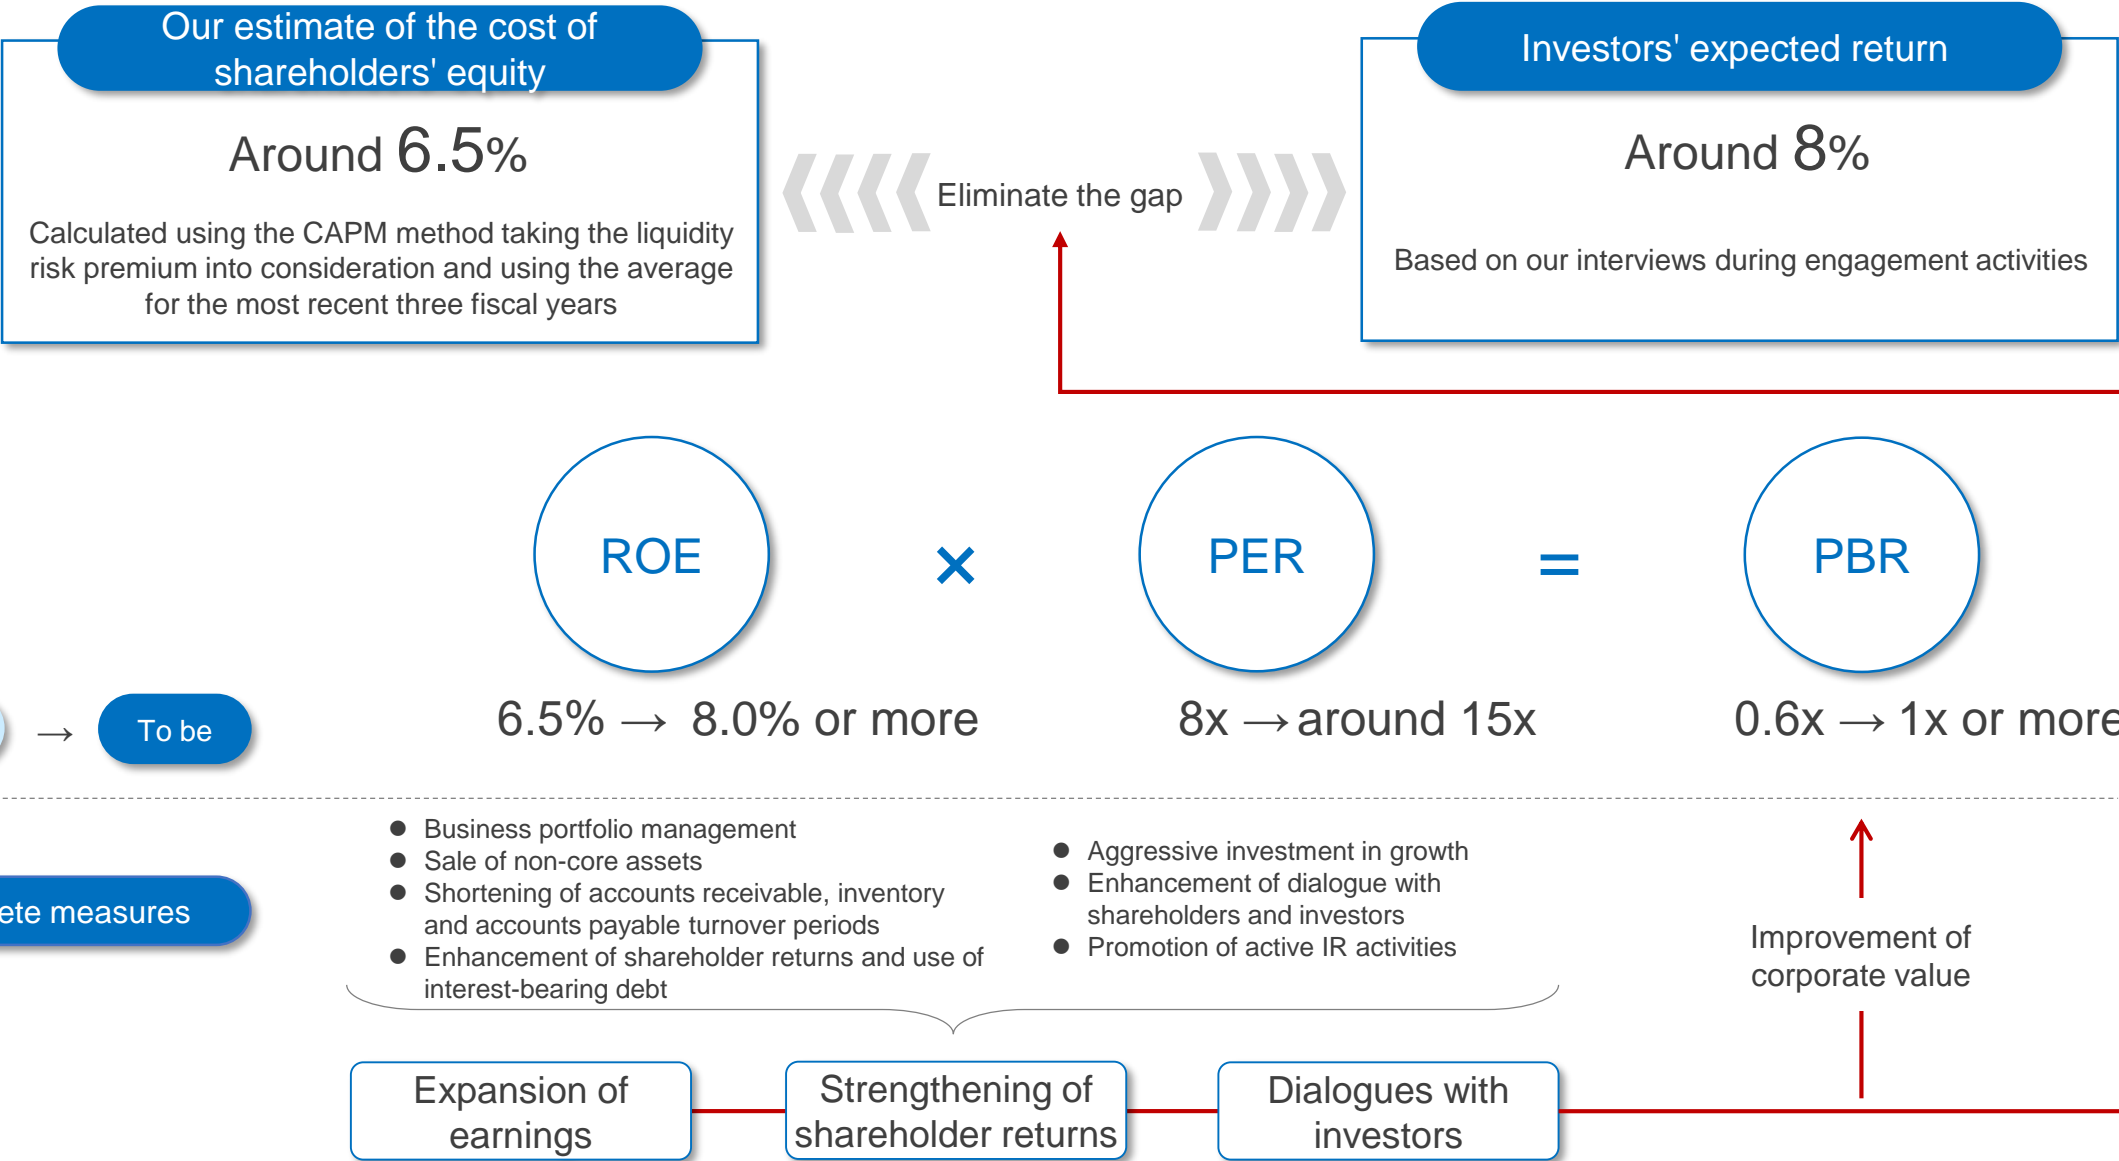 Our estimate of the cost of
shareholders' equity
Around 6.5%
Calculated using the CAPM method taking the liquidity
risk premium into consideration and using the average
for the most recent three fiscal years
Eliminate the gap
Investors' expected return
Around 8%
Based on our interviews during engagement activities
ROE
×
PER
=
PBR
→ To be
6.5% → 8.0% or more
8x → around 15x
0.6x → 1x or more
ete measures
● Business portfolio management
● Sale of non-core assets
● Shortening of accounts receivable, inventory
and accounts payable turnover periods
● Enhancement of shareholder returns and use of
interest-bearing debt
● Aggressive investment in growth
● Enhancement of dialogue with
shareholders and investors
● Promotion of active IR activities
Improvement of
corporate value
Expansion of
earnings
Strengthening of
shareholder returns
Dialogues with
investors